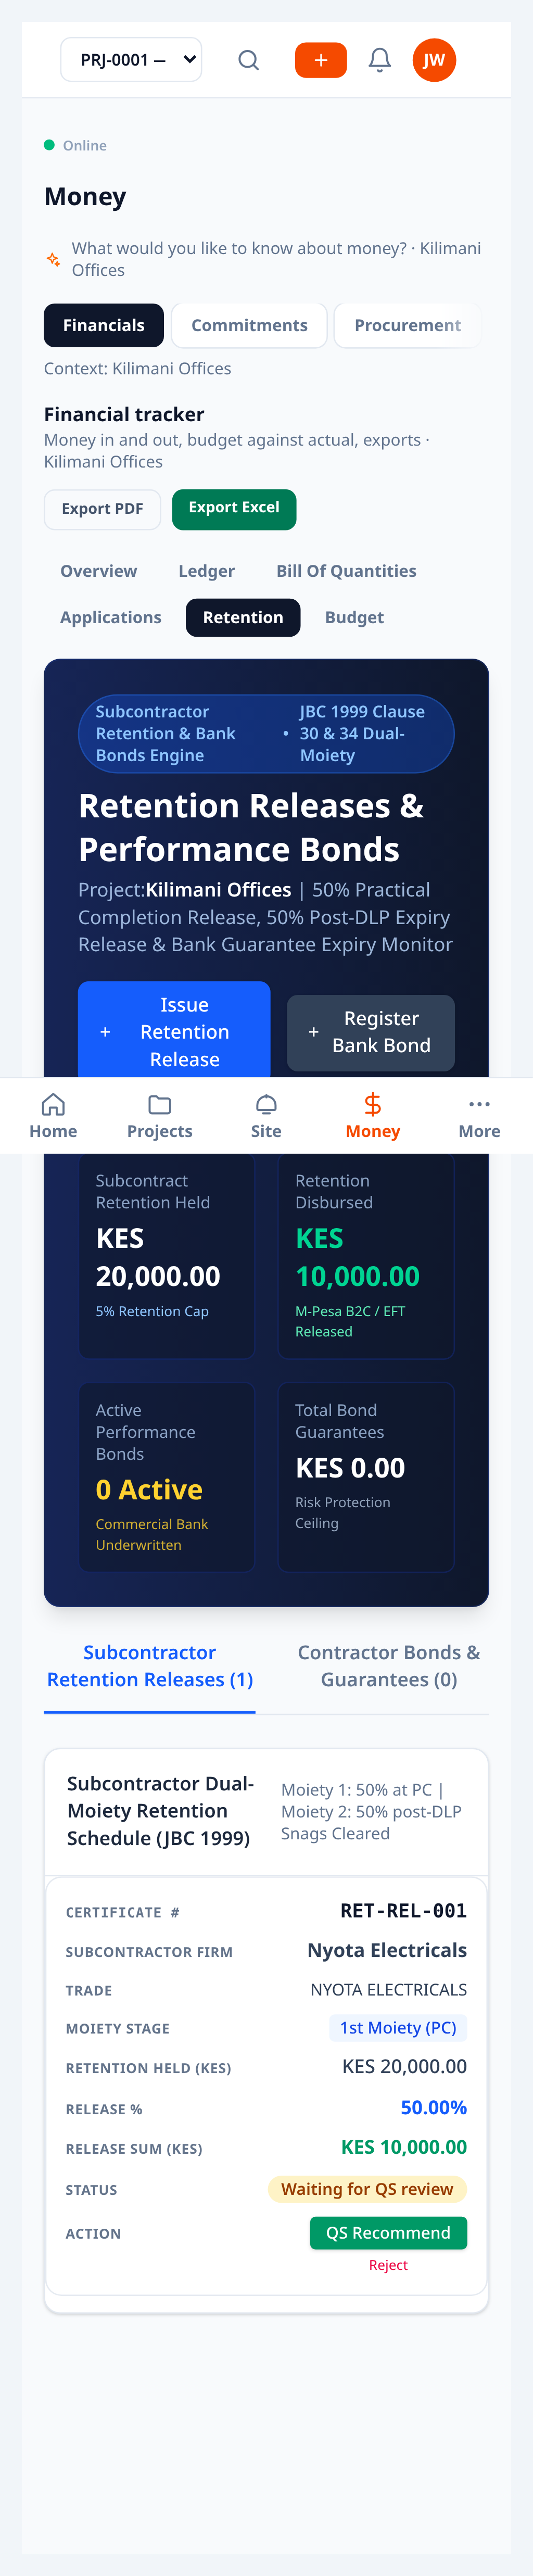 PRJ-0001 —
+
JW
Online
Money
What would you like to know about money? · Kilimani
Offices
Financials
Commitments
Procurement
Context: Kilimani Offices
Financial tracker
Money in and out, budget against actual, exports ·
Kilimani Offices
Export PDF
Export Excel
Overview
Ledger
Bill Of Quantities
Applications
Retention
Budget
Subcontractor
Retention & Bank
Bonds Engine
•
JBC 1999 Clause
30 & 34 Dual-
Moiety
Retention Releases &
Performance Bonds
Project:Kilimani Offices | 50% Practical
Completion Release, 50% Post-DLP Expiry
Release & Bank Guarantee Expiry Monitor
+
Issue
Retention
Release
+
Register
Bank Bond
Home
Projects
Site
Money
More
Subcontract
Retention Held
KES
20,000.00
5% Retention Cap
Retention
Disbursed
KES
10,000.00
M-Pesa B2C / EFT
Released
Active
Performance
Bonds
0 Active
Commercial Bank
Underwritten
Total Bond
Guarantees
KES 0.00
Risk Protection
Ceiling
Subcontractor
Retention Releases (1)
Contractor Bonds &
Guarantees (0)
Subcontractor Dual-
Moiety Retention
Schedule (JBC 1999)
Moiety 1: 50% at PC |
Moiety 2: 50% post-DLP
Snags Cleared
CERTIFICATE #
RET-REL-001
SUBCONTRACTOR FIRM
Nyota Electricals
TRADE
NYOTA ELECTRICALS
MOIETY STAGE
1st Moiety (PC)
RETENTION HELD (KES)
KES 20,000.00
RELEASE %
50.00%
RELEASE SUM (KES)
KES 10,000.00
STATUS
Waiting for QS review
ACTION
QS Recommend
Reject